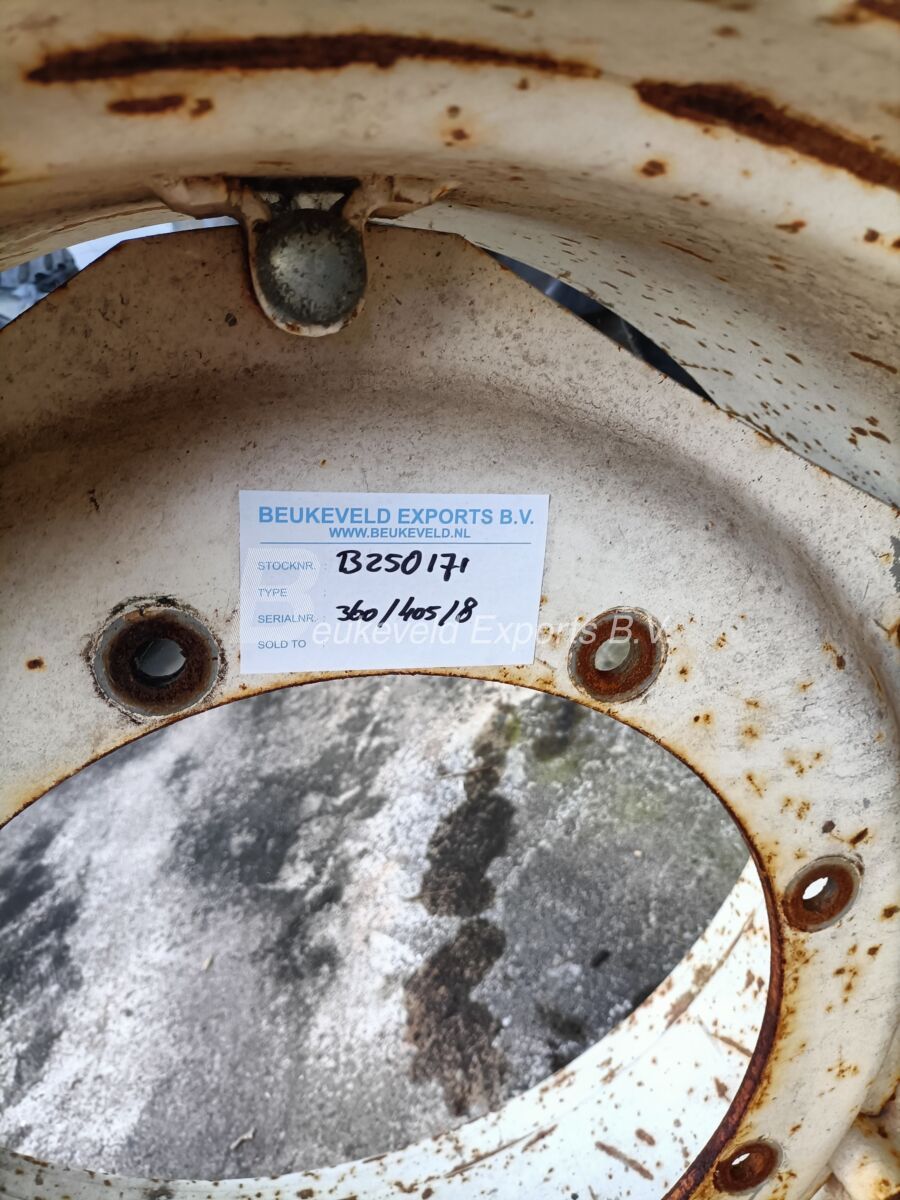 BEUKEVELD EXPORTS B.V.
WWW.BEUKEVELD.NL
STOCKNR. : B250171
TYPE :
SERIALNR. : 360/405/8
SOLD TO :
Beukeveld Exports B.V.